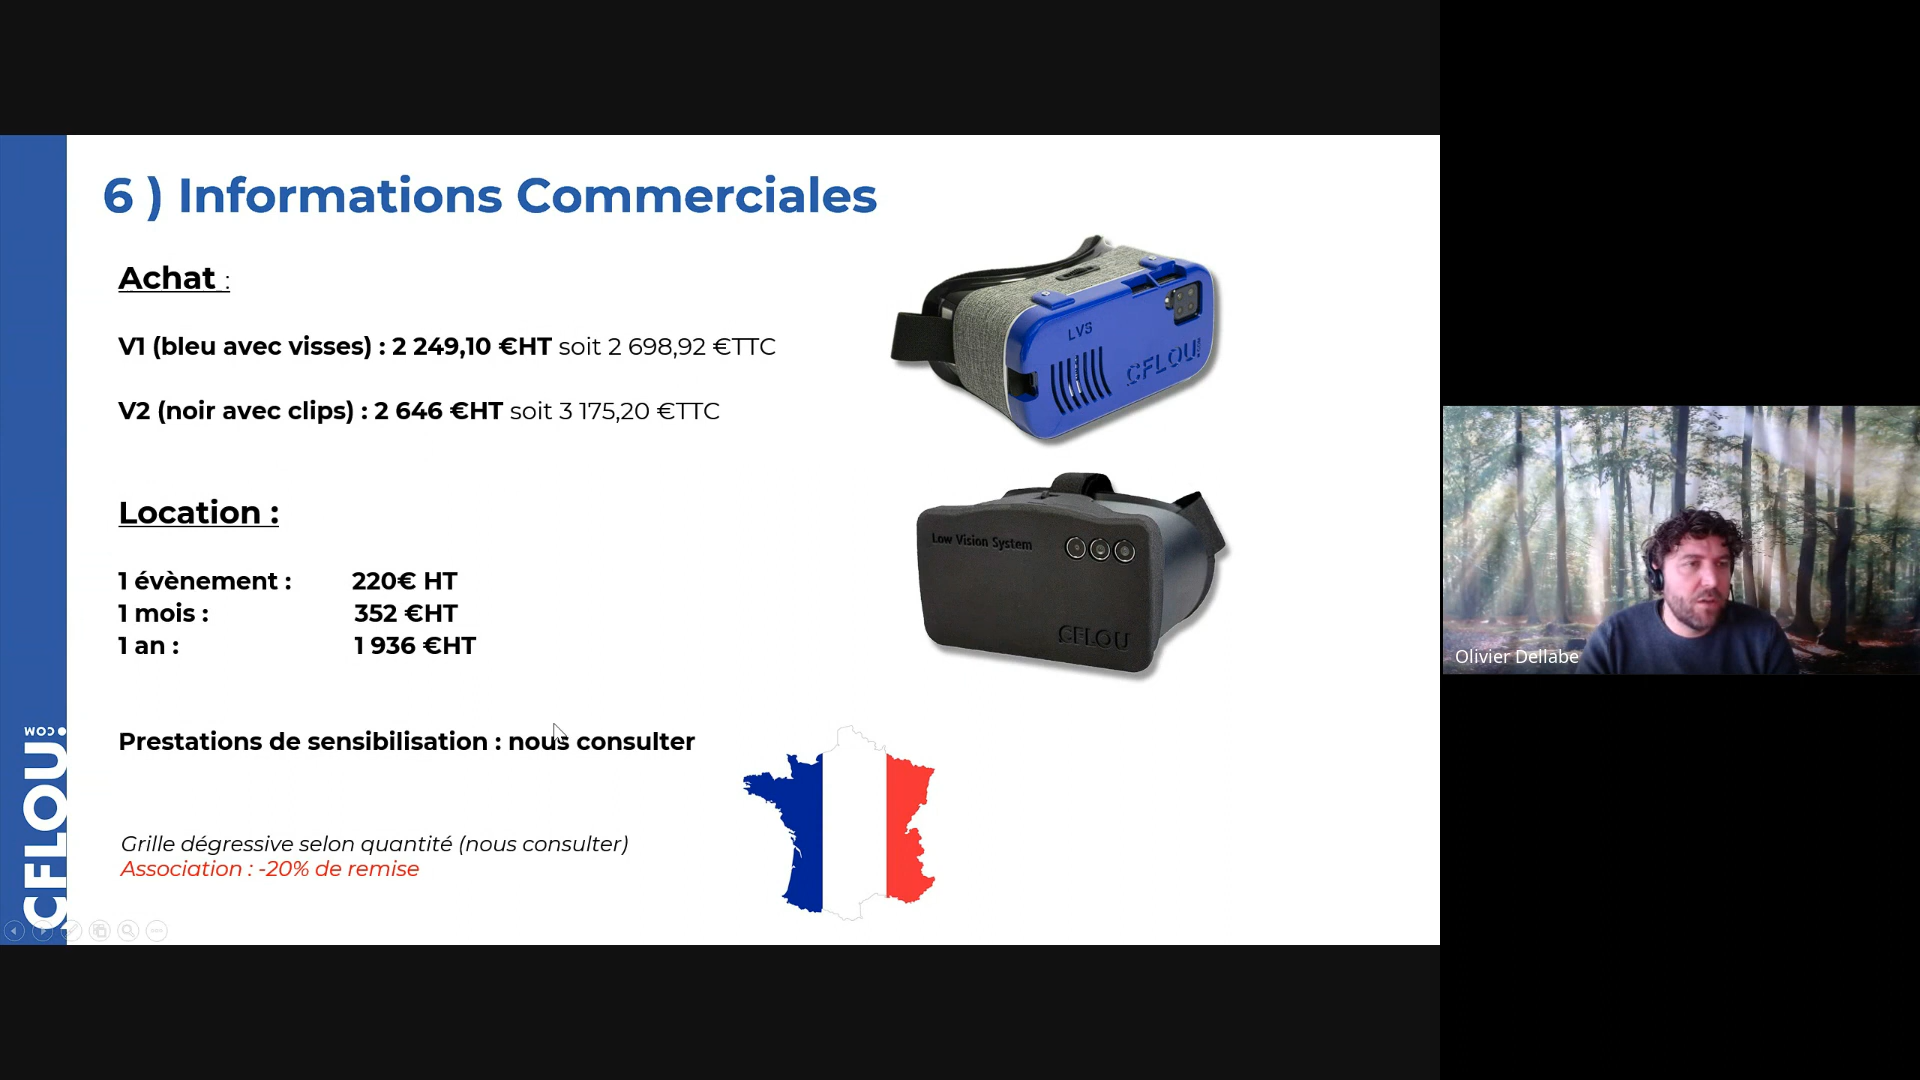 6 ) Informations Commerciales
Achat :
V1 (bleu avec visses) : 2 249,10 €HT soit 2 698,92 €TTC
V2 (noir avec clips) : 2 646 €HT soit 3 175,20 €TTC
Location :
1 évènement : 220€ HT
1 mois : 352 €HT
1 an : 1 936 €HT
Prestations de sensibilisation : nous consulter
Grille dégressive selon quantité (nous consulter)
Association : -20% de remise
CFLOU.COM
LVS
CFLOU.COM
Low Vision System
CFLOU
Olivier Dellabe